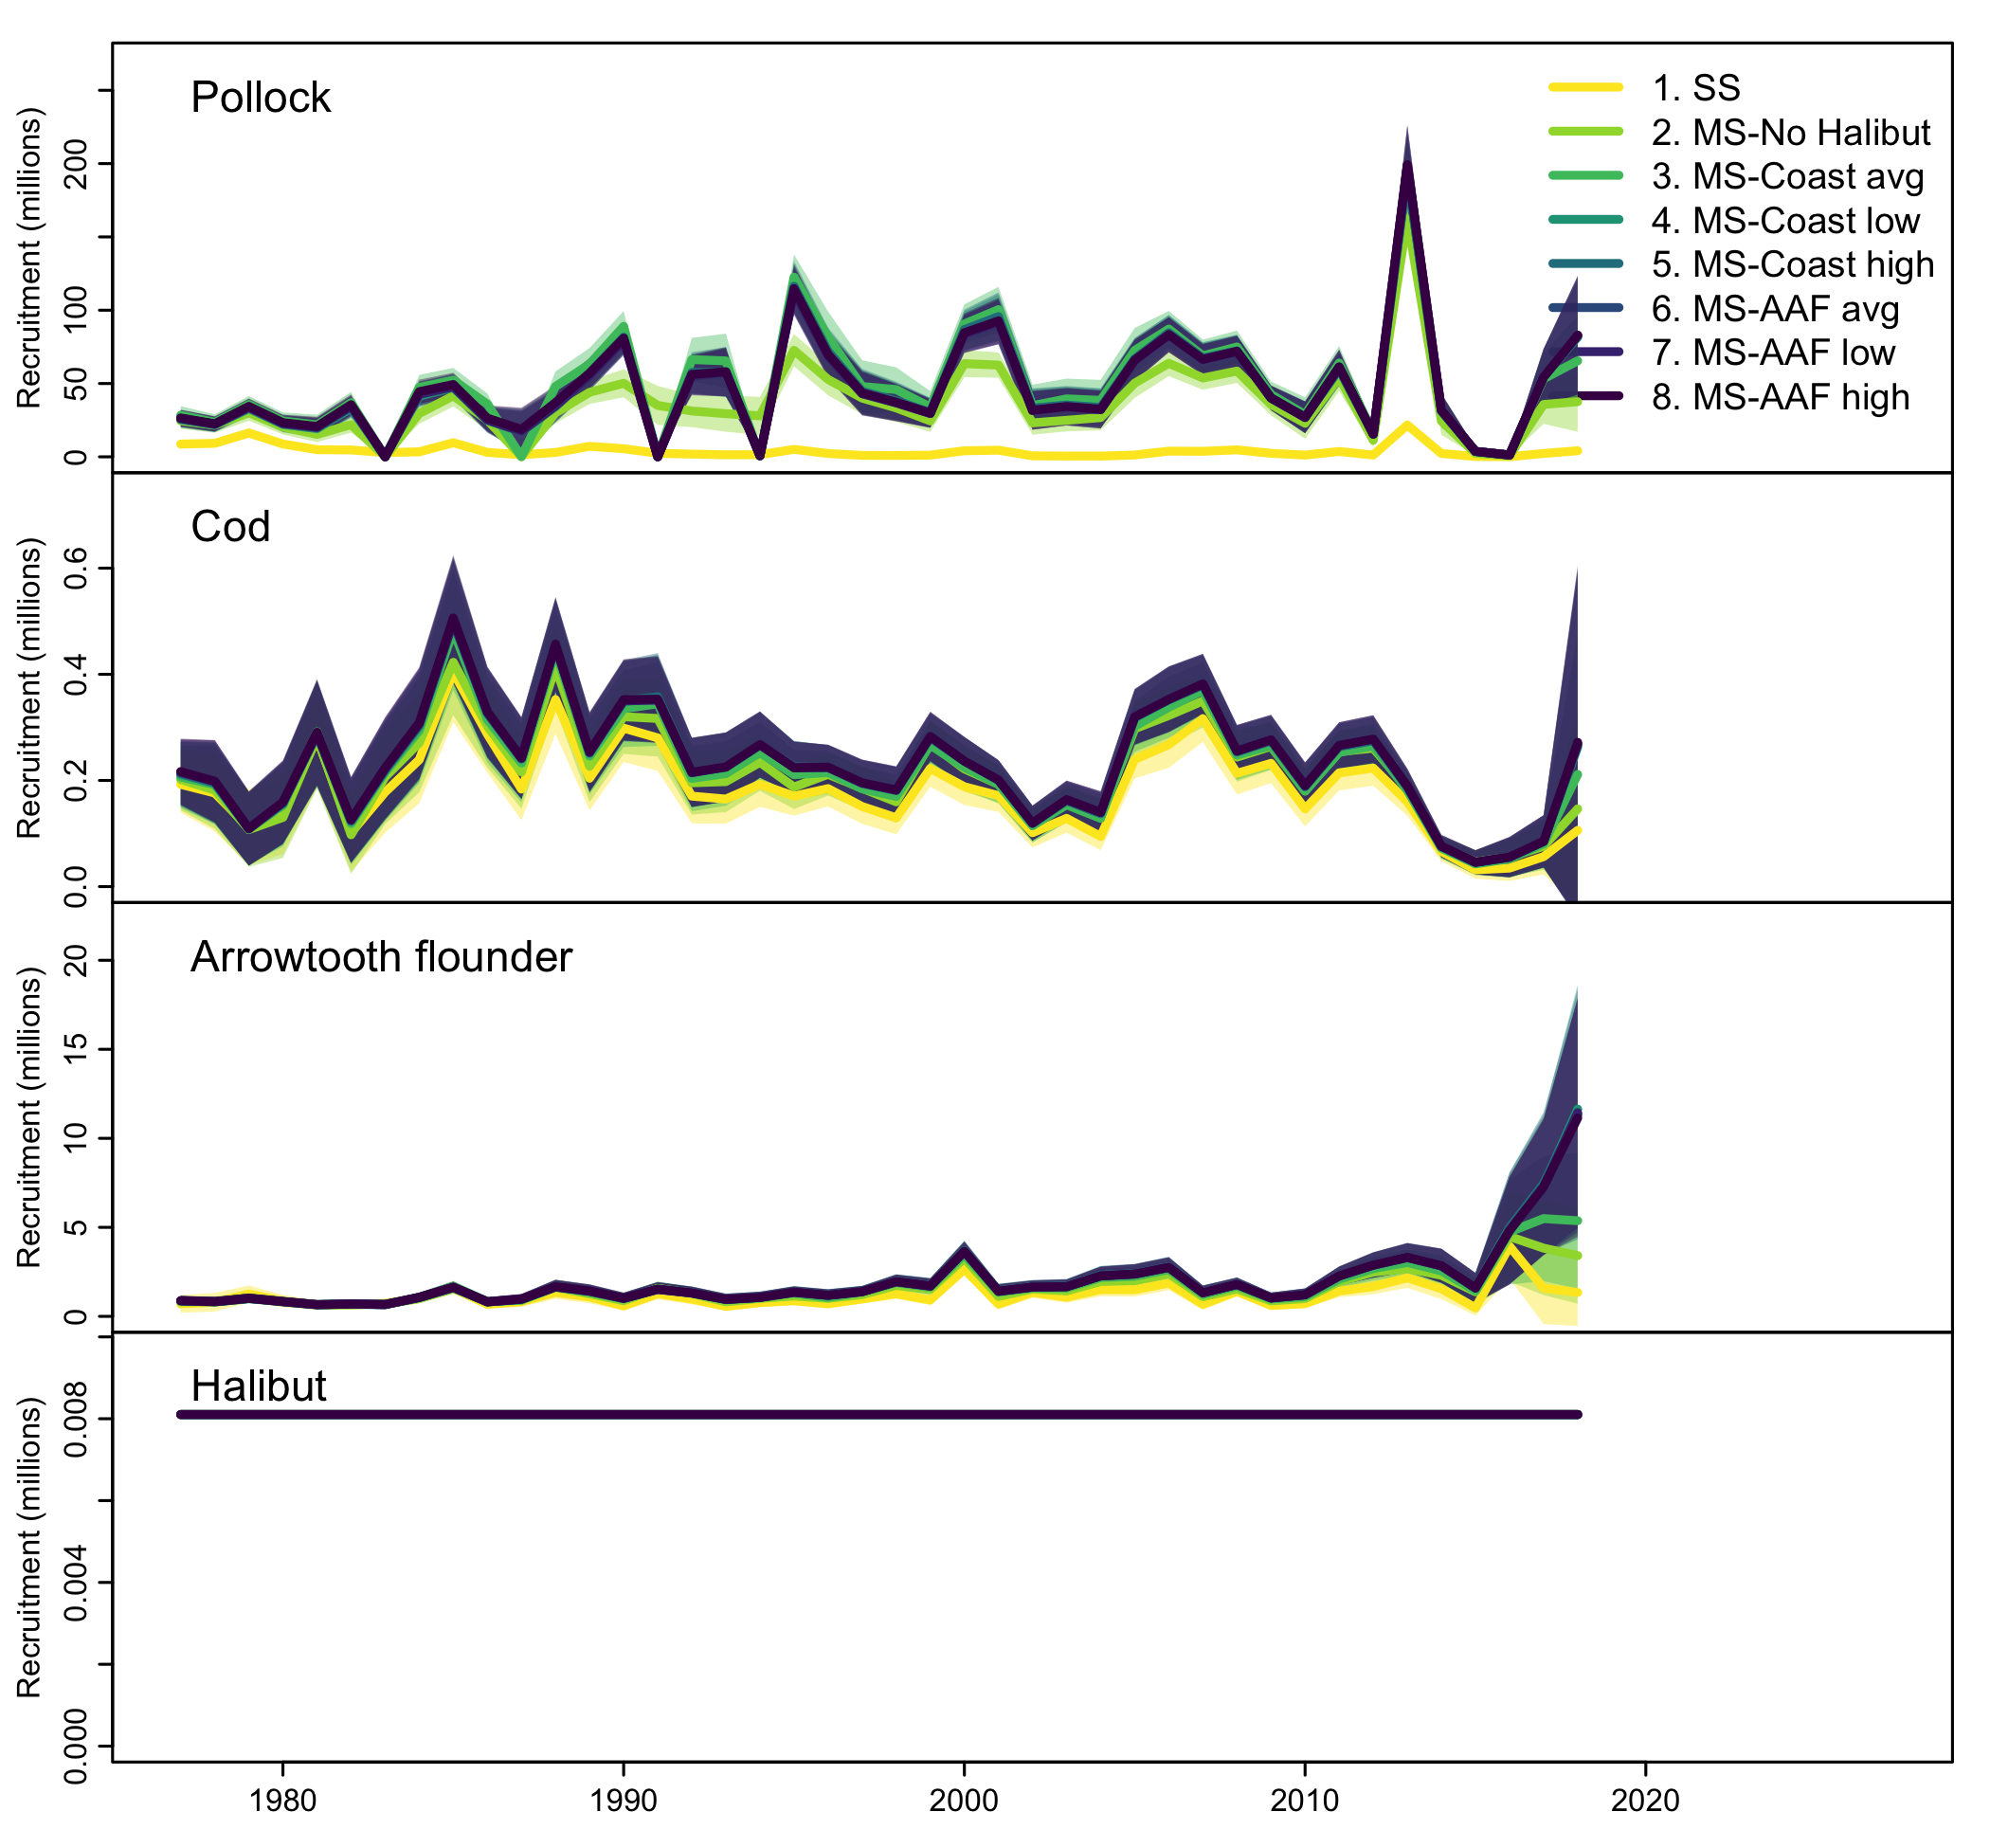 Pollock
Recruitment (millions)
0
50
100
200
1. SS
2. MS-No Halibut
3. MS-Coast avg
4. MS-Coast low
5. MS-Coast high
6. MS-AAF avg
7. MS-AAF low
8. MS-AAF high
Cod
Recruitment (millions)
0.0
0.2
0.4
0.6
Arrowtooth flounder
Recruitment (millions)
0
5
10
15
20
Halibut
Recruitment (millions)
0.000
0.004
0.008
1980
1990
2000
2010
2020